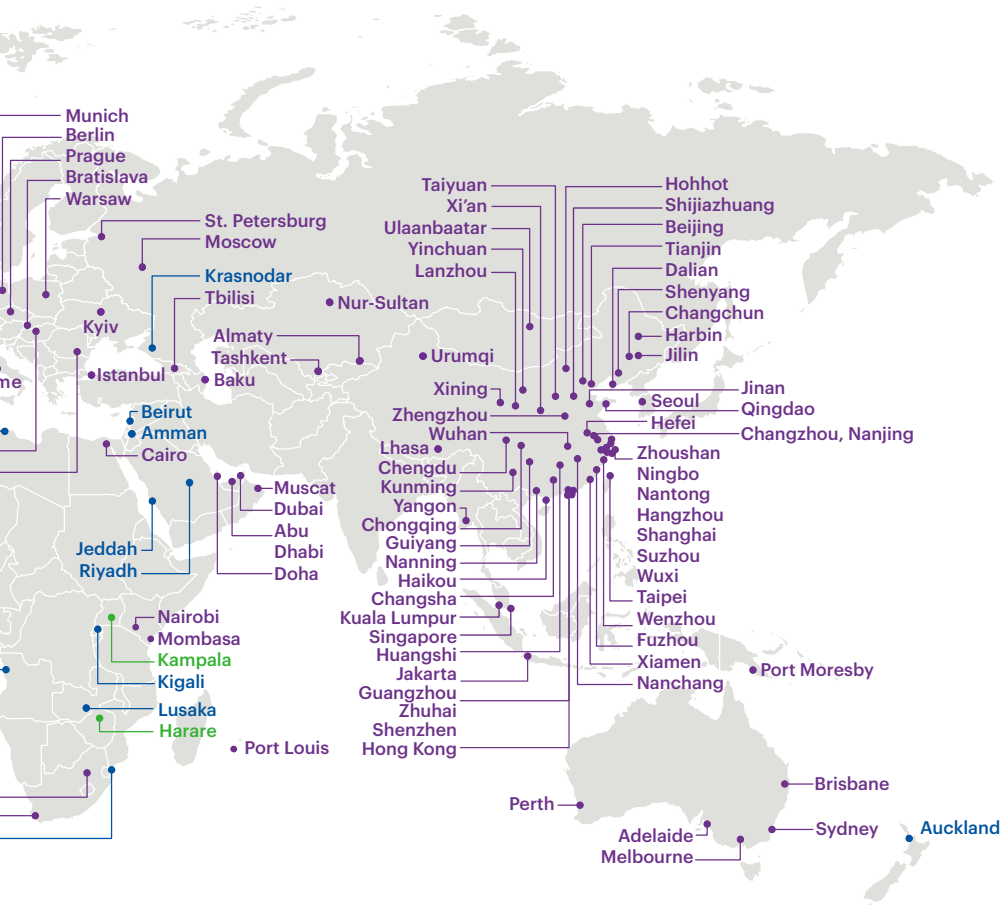 Munich
Berlin
Prague
Bratislava
Warsaw
St. Petersburg
Moscow
Krasnodar
Tbilisi
Nur-Sultan
Kyiv
Almaty
Tashkent
Urumqi
me
Istanbul
Baku
Beirut
Amman
Cairo
Muscat
Dubai
Abu
Dhabi
Doha
Jeddah
Riyadh
Nairobi
Mombasa
Kampala
Kigali
Lusaka
Harare
Port Louis
Taiyuan
Xi’an
Ulaanbaatar
Yinchuan
Lanzhou
Xining
Zhengzhou
Wuhan
Lhasa
Chengdu
Kunming
Yangon
Chongqing
Guiyang
Nanning
Haikou
Changsha
Kuala Lumpur
Singapore
Huangshi
Jakarta
Guangzhou
Zhuhai
Shenzhen
Hong Kong
Hohhot
Shijiazhuang
Beijing
Tianjin
Dalian
Shenyang
Changchun
Harbin
Jilin
Jinan
Seoul
Qingdao
Hefei
Changzhou, Nanjing
Zhoushan
Ningbo
Nantong
Hangzhou
Shanghai
Suzhou
Wuxi
Taipei
Wenzhou
Fuzhou
Xiamen
Nanchang
Port Moresby
Perth
Brisbane
Adelaide
Sydney
Melbourne
Auckland